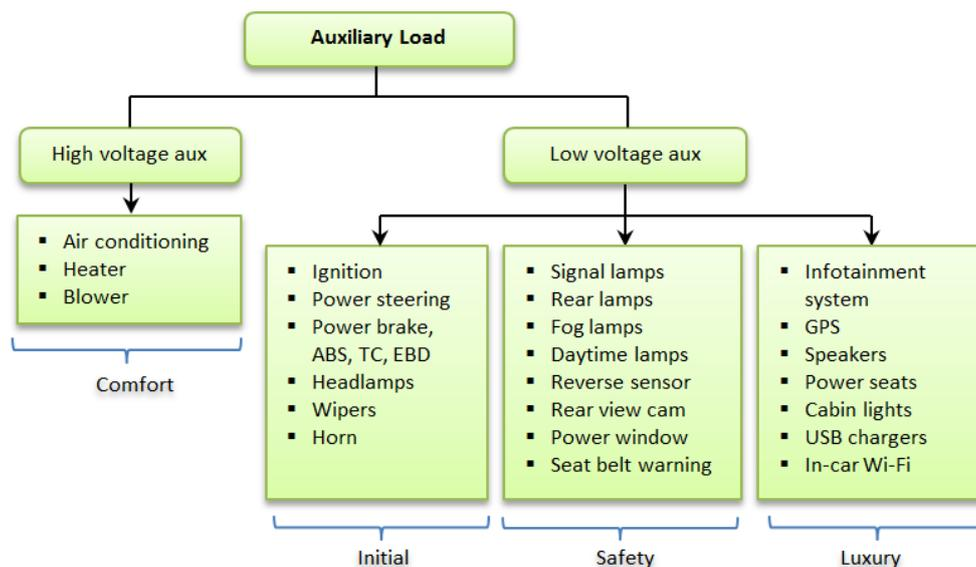 Auxiliary Load
High voltage aux
Low voltage aux
▪ Air conditioning
▪ Heater
▪ Blower
Comfort
▪ Ignition
▪ Power steering
▪ Power brake,
ABS, TC, EBD
▪ Headlamps
▪ Wipers
▪ Horn
Initial
▪ Signal lamps
▪ Rear lamps
▪ Fog lamps
▪ Daytime lamps
▪ Reverse sensor
▪ Rear view cam
▪ Power window
▪ Seat belt warning
Safety
▪ Infotainment
system
▪ GPS
▪ Speakers
▪ Power seats
▪ Cabin lights
▪ USB chargers
▪ In-car Wi-Fi
Luxury